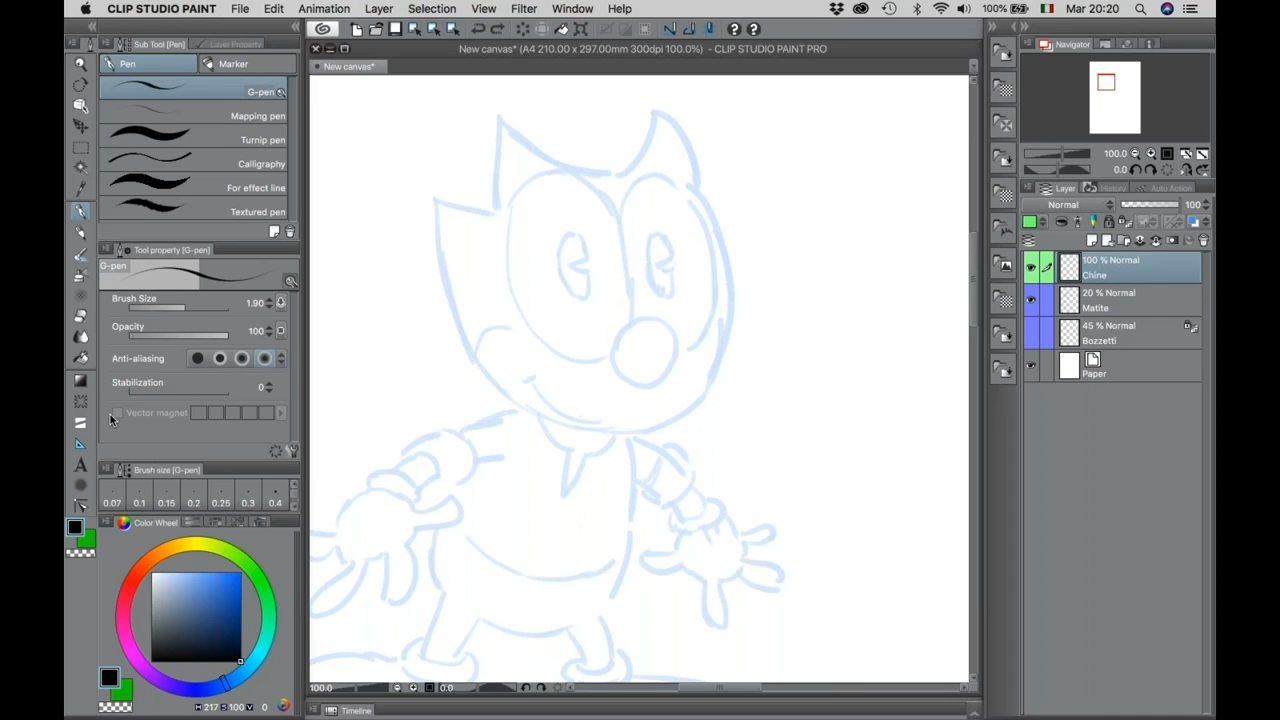 CLIP STUDIO PAINT File Edit Animation Layer Selection View Filter Window Help 100% Mar 20:20
Sub Tool [Pen] Layer Property
New canvas* (A4 210.00 x 297.00mm 300dpi 100.0%) - CLIP STUDIO PAINT PRO
Navigator
Pen Marker
New canvas*
G-pen
Mapping pen
Turnip pen
Calligraphy
For effect line
Textured pen
100.0
0.0
Layer History Auto Action
Normal 100
Tool property [G-pen]
G-pen
Brush Size 1.90
Opacity 100
Anti-aliasing
Stabilization 0
Vector magnet
100 % Normal
Chine
20 % Normal
Matite
45 % Normal
Bozzetti
Paper
Brush size [G-pen]
0.07 0.1 0.15 0.2 0.25 0.3 0.4
Color Wheel
H 217 S 100 V 0
100.0 0.0
Timeline